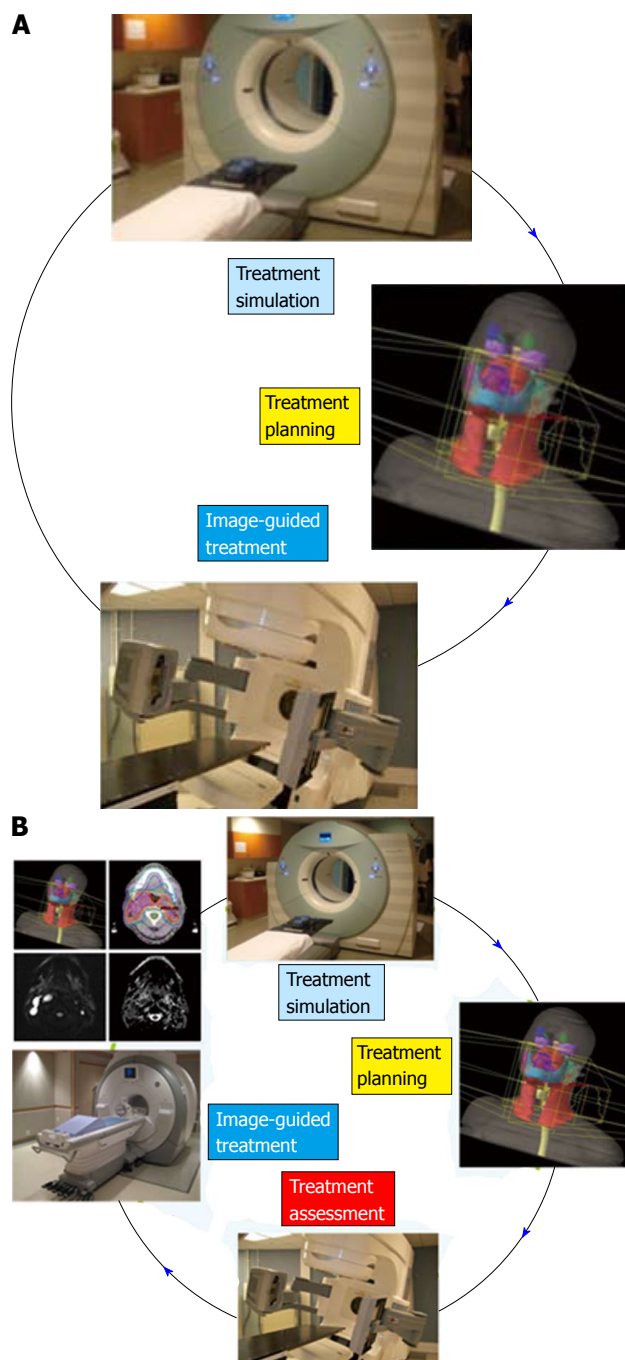 A
Treatment
simulation
Treatment
planning
Image-guided
treatment
B
Treatment
simulation
Treatment
planning
Image-guided
treatment
Treatment
assessment